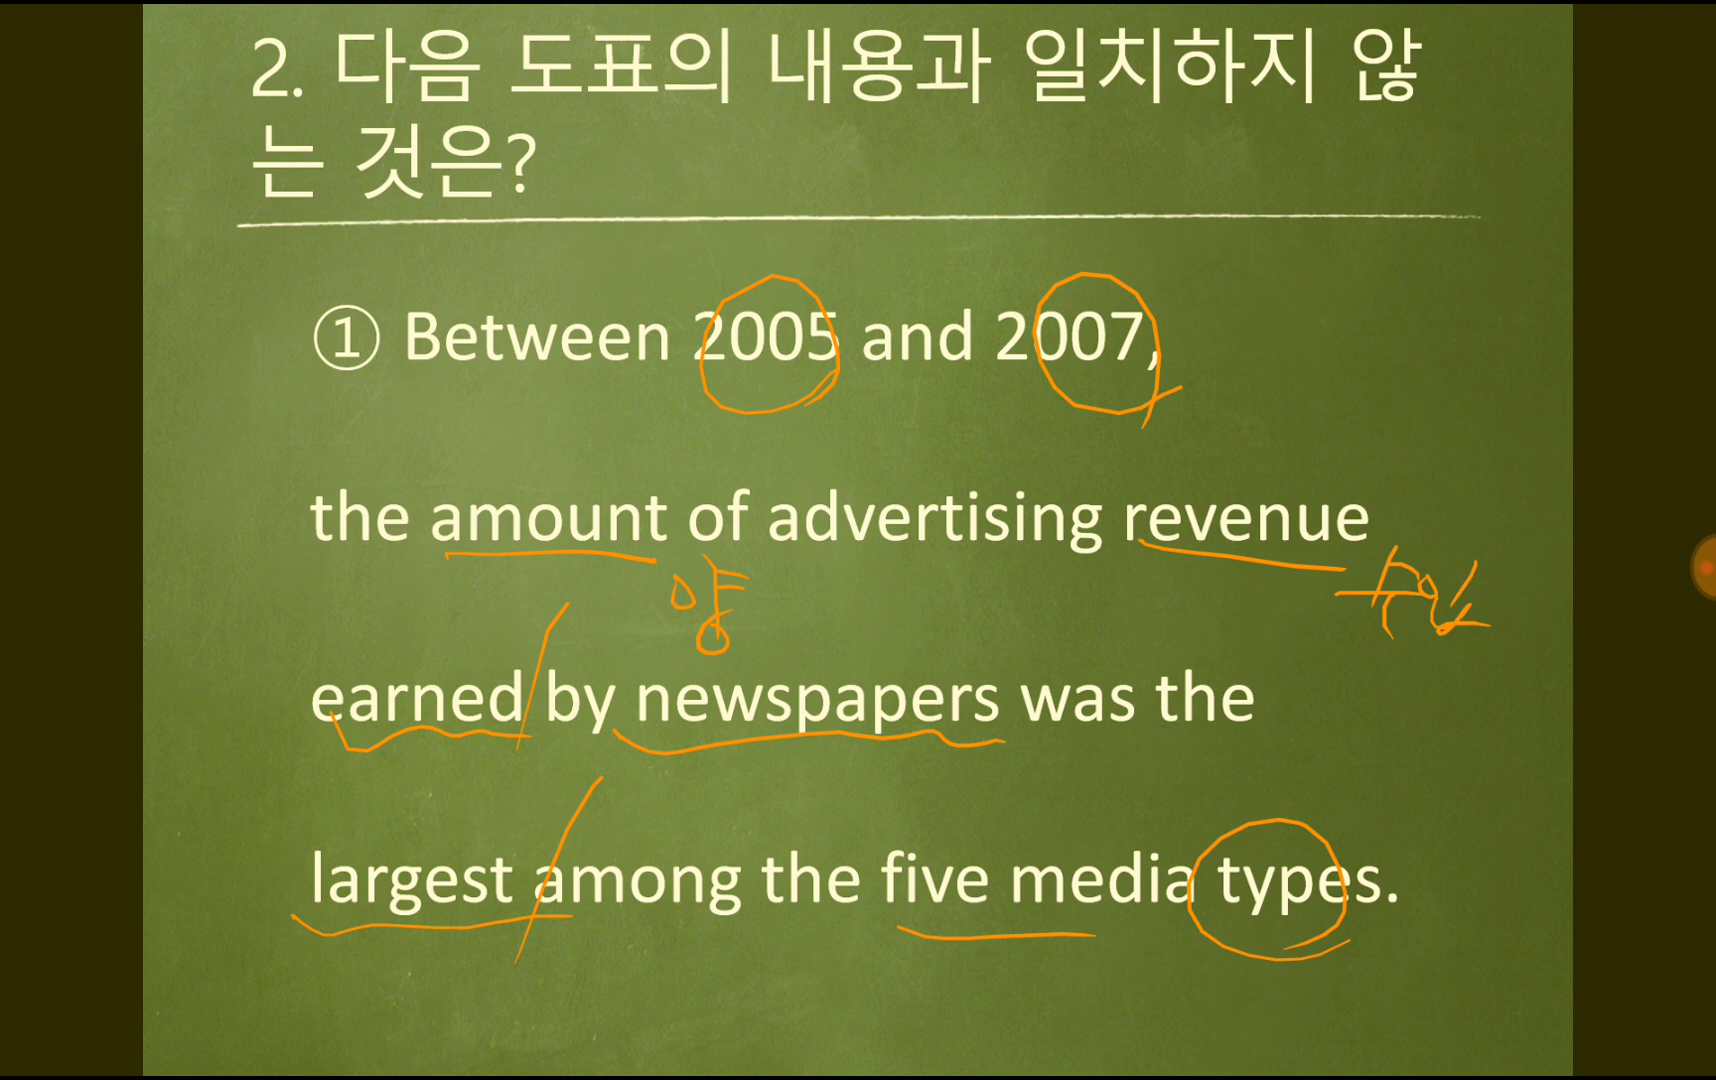 2. 다음 도표의 내용과 일치하지 않
는 것은?
① Between 2005 and 2007,
the amount of advertising revenue
양
수익
earned by newspapers was the
largest among the five media types.